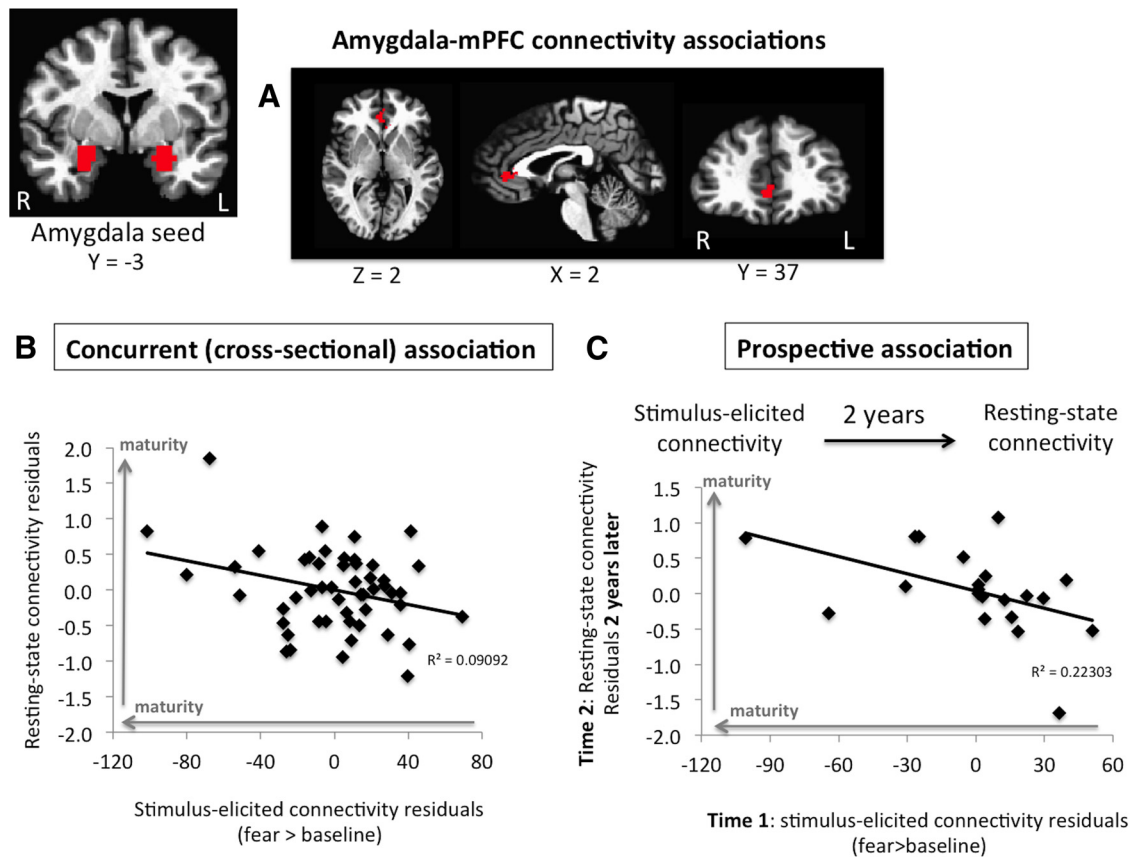 Amygdala-mPFC connectivity associations
R
L
Amygdala seed
Y = -3
A
R
L
Z = 2
X = 2
Y = 37
B
Concurrent (cross-sectional) association
Resting-state connectivity residuals
2.0
1.5
1.0
0.5
0.0
-0.5
-1.0
-1.5
-2.0
maturity
R² = 0.09092
maturity
-120
-80
-40
0
40
80
Stimulus-elicited connectivity residuals
(fear > baseline)
C
Prospective association
Stimulus-elicited
connectivity
2 years
Resting-state
connectivity
Time 2: Resting-state connectivity
Residuals 2 years later
1.5
1.0
0.5
0.0
-0.5
-1.0
-1.5
-2.0
maturity
R² = 0.22303
maturity
-120
-90
-60
-30
0
30
60
Time 1: stimulus-elicited connectivity residuals
(fear>baseline)